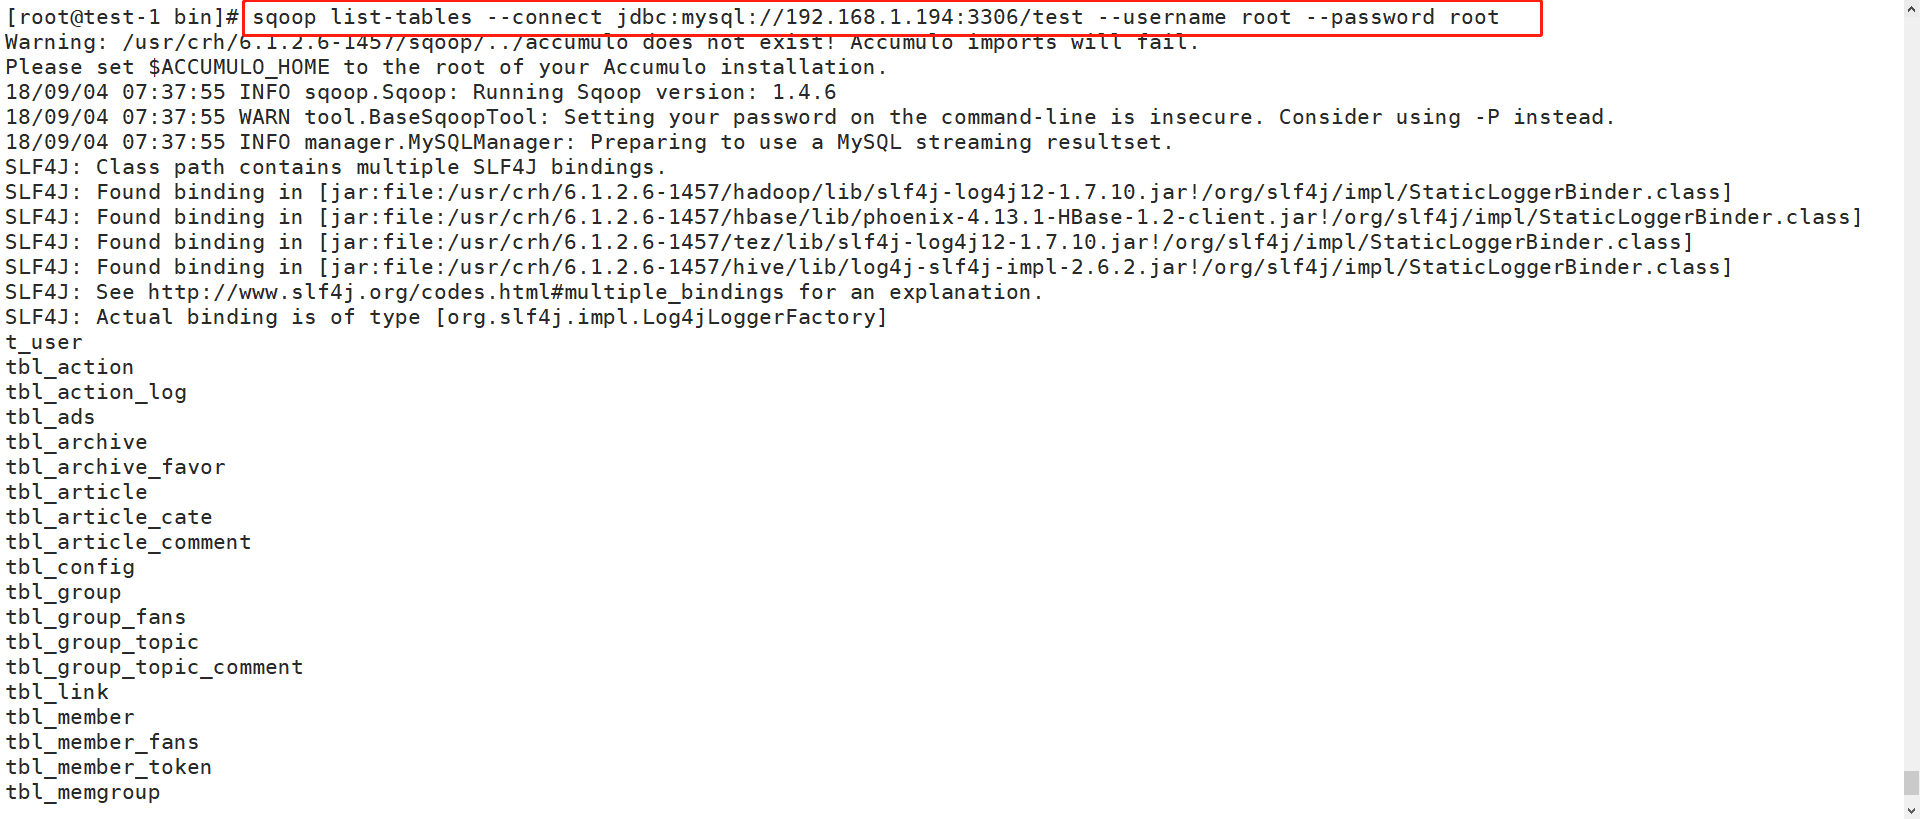 [root@test-1 bin]# sqoop list-tables --connect jdbc:mysql://192.168.1.194:3306/test --username root --password root
Warning: /usr/crh/6.1.2.6-1457/sqoop/../accumulo does not exist! Accumulo imports will fail.
Please set $ACCUMULO_HOME to the root of your Accumulo installation.
18/09/04 07:37:55 INFO sqoop.Sqoop: Running Sqoop version: 1.4.6
18/09/04 07:37:55 WARN tool.BaseSqoopTool: Setting your password on the command-line is insecure. Consider using -P instead.
18/09/04 07:37:55 INFO manager.MySQLManager: Preparing to use a MySQL streaming resultset.
SLF4J: Class path contains multiple SLF4J bindings.
SLF4J: Found binding in [jar:file:/usr/crh/6.1.2.6-1457/hadoop/lib/slf4j-log4j12-1.7.10.jar!/org/slf4j/impl/StaticLoggerBinder.class]
SLF4J: Found binding in [jar:file:/usr/crh/6.1.2.6-1457/hbase/lib/phoenix-4.13.1-HBase-1.2-client.jar!/org/slf4j/impl/StaticLoggerBinder.class]
SLF4J: Found binding in [jar:file:/usr/crh/6.1.2.6-1457/tez/lib/slf4j-log4j12-1.7.10.jar!/org/slf4j/impl/StaticLoggerBinder.class]
SLF4J: Found binding in [jar:file:/usr/crh/6.1.2.6-1457/hive/lib/log4j-slf4j-impl-2.6.2.jar!/org/slf4j/impl/StaticLoggerBinder.class]
SLF4J: See http://www.slf4j.org/codes.html#multiple_bindings for an explanation.
SLF4J: Actual binding is of type [org.slf4j.impl.Log4jLoggerFactory]
t_user
tbl_action
tbl_action_log
tbl_ads
tbl_archive
tbl_archive_favor
tbl_article
tbl_article_cate
tbl_article_comment
tbl_config
tbl_group
tbl_group_fans
tbl_group_topic
tbl_group_topic_comment
tbl_link
tbl_member
tbl_member_fans
tbl_member_token
tbl_memgroup